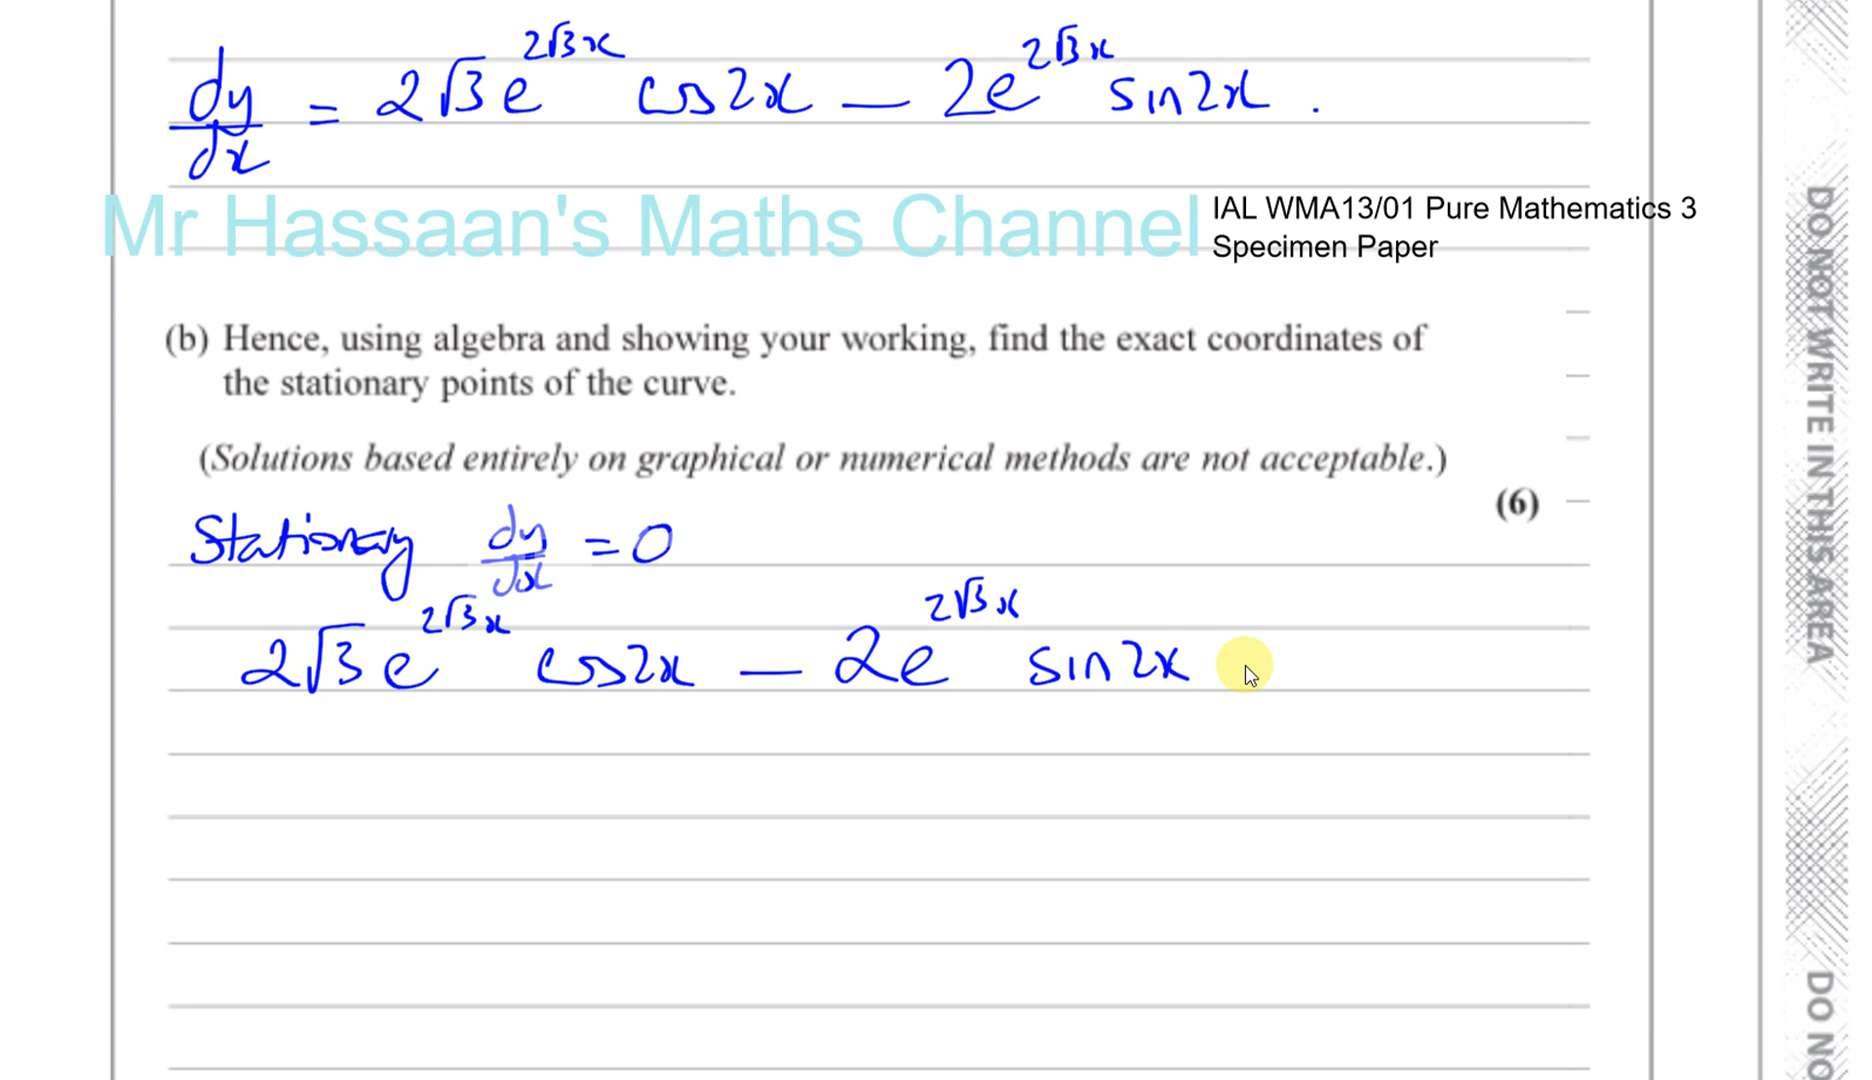 dy/dx = 2√3e^2√3x cos2x − 2e^2√3x sin2x .
Mr Hassaan's Maths Channel
IAL WMA13/01 Pure Mathematics 3
Specimen Paper
(b) Hence, using algebra and showing your working, find the exact coordinates of
the stationary points of the curve.
(Solutions based entirely on graphical or numerical methods are not acceptable.)
(6)
Stationary dy/dx = 0
2√3e^2√3x cos2x − 2e^2√3x sin2x
DO NOT WRITE IN THIS AREA
DO NO